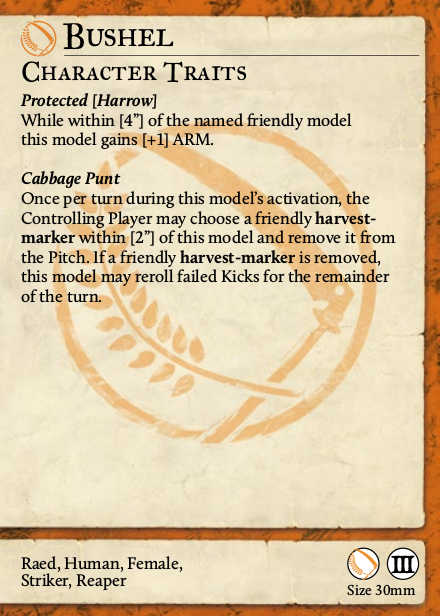 Bushel
Character Traits
Protected [Harrow]
While within [4"] of the named friendly model
this model gains [+1] ARM.
Cabbage Punt
Once per turn during this model's activation, the
Controlling Player may choose a friendly harvest-
marker within [2"] of this model and remove it from
the Pitch. If a friendly harvest-marker is removed,
this model may reroll failed Kicks for the remainder
of the turn.
Raed, Human, Female,
Striker, Reaper
III
Size 30mm